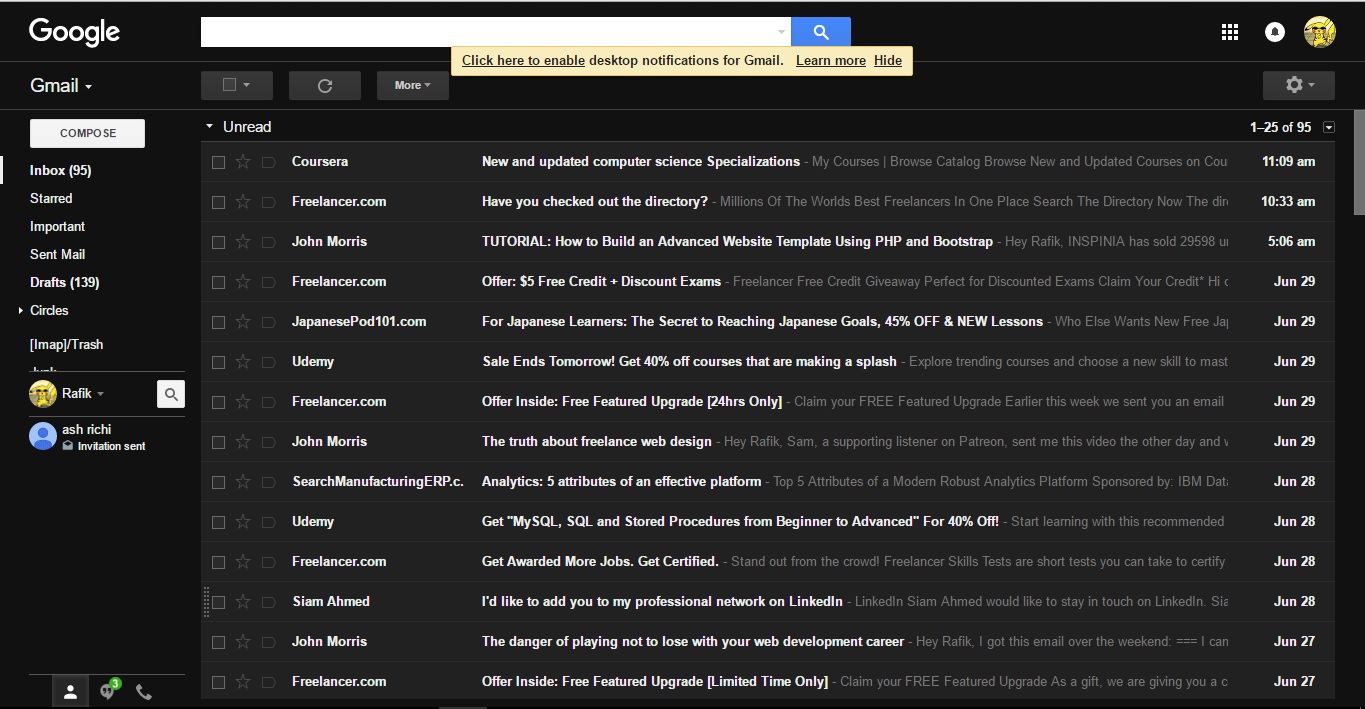 Google
Click here to enable desktop notifications for Gmail. Learn more Hide
Gmail
More
COMPOSE
Inbox (95)
Starred
Important
Sent Mail
Drafts (139)
Circles
[Imap]/Trash
Rafik
ash richi
Invitation sent
3
Unread 1–25 of 95
Coursera New and updated computer science Specializations - My Courses | Browse Catalog Browse New and Updated Courses on Cou 11:09 am
Freelancer.com Have you checked out the directory? - Millions Of The Worlds Best Freelancers In One Place Search The Directory Now The dir 10:33 am
John Morris TUTORIAL: How to Build an Advanced Website Template Using PHP and Bootstrap - Hey Rafik, INSPINIA has sold 29598 u 5:06 am
Freelancer.com Offer: $5 Free Credit + Discount Exams - Freelancer Free Credit Giveaway Perfect for Discounted Exams Claim Your Credit* Hi Jun 29
JapanesePod101.com For Japanese Learners: The Secret to Reaching Japanese Goals, 45% OFF & NEW Lessons - Who Else Wants New Free Jap Jun 29
Udemy Sale Ends Tomorrow! Get 40% off courses that are making a splash - Explore trending courses and choose a new skill to mast Jun 29
Freelancer.com Offer Inside: Free Featured Upgrade [24hrs Only] - Claim your FREE Featured Upgrade Earlier this week we sent you an email Jun 29
John Morris The truth about freelance web design - Hey Rafik, Sam, a supporting listener on Patreon, sent me this video the other day and Jun 29
SearchManufacturingERP.c. Analytics: 5 attributes of an effective platform - Top 5 Attributes of a Modern Robust Analytics Platform Sponsored by: IBM Data Jun 28
Udemy Get "MySQL, SQL and Stored Procedures from Beginner to Advanced" For 40% Off! - Start learning with this recommended Jun 28
Freelancer.com Get Awarded More Jobs. Get Certified. - Stand out from the crowd! Freelancer Skills Tests are short tests you can take to certify Jun 28
Siam Ahmed I'd like to add you to my professional network on LinkedIn - LinkedIn Siam Ahmed would like to stay in touch on LinkedIn. Sia Jun 28
John Morris The danger of playing not to lose with your web development career - Hey Rafik, I got this email over the weekend: === I can Jun 27
Freelancer.com Offer Inside: Free Featured Upgrade [Limited Time Only] - Claim your FREE Featured Upgrade As a gift, we are giving you a c Jun 27